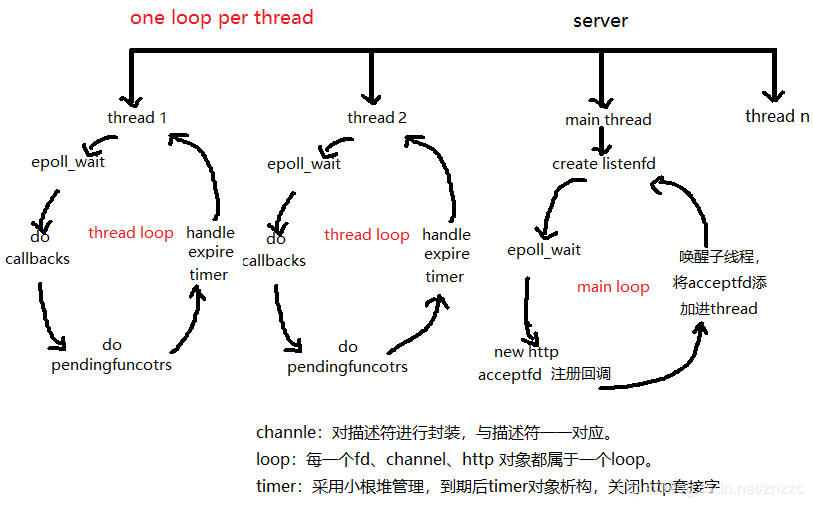 one loop per thread
server
thread 1
thread 2
main thread
thread n
epoll_wait
do
callbacks
thread loop
handle
expire
timer
do
pendingfuncotrs
epoll_wait
do
callbacks
thread loop
handle
expire
timer
do
pendingfuncotrs
create listenfd
epoll_wait
main loop
唤醒子线程,
将acceptfd添
加进thread
new http
acceptfd 注册回调
channle：对描述符进行封装，与描述符一一对应。
loop：每一个fd、channel、http 对象都属于一个loop。
timer：采用小根堆管理，到期后timer对象析构，关闭http套接字